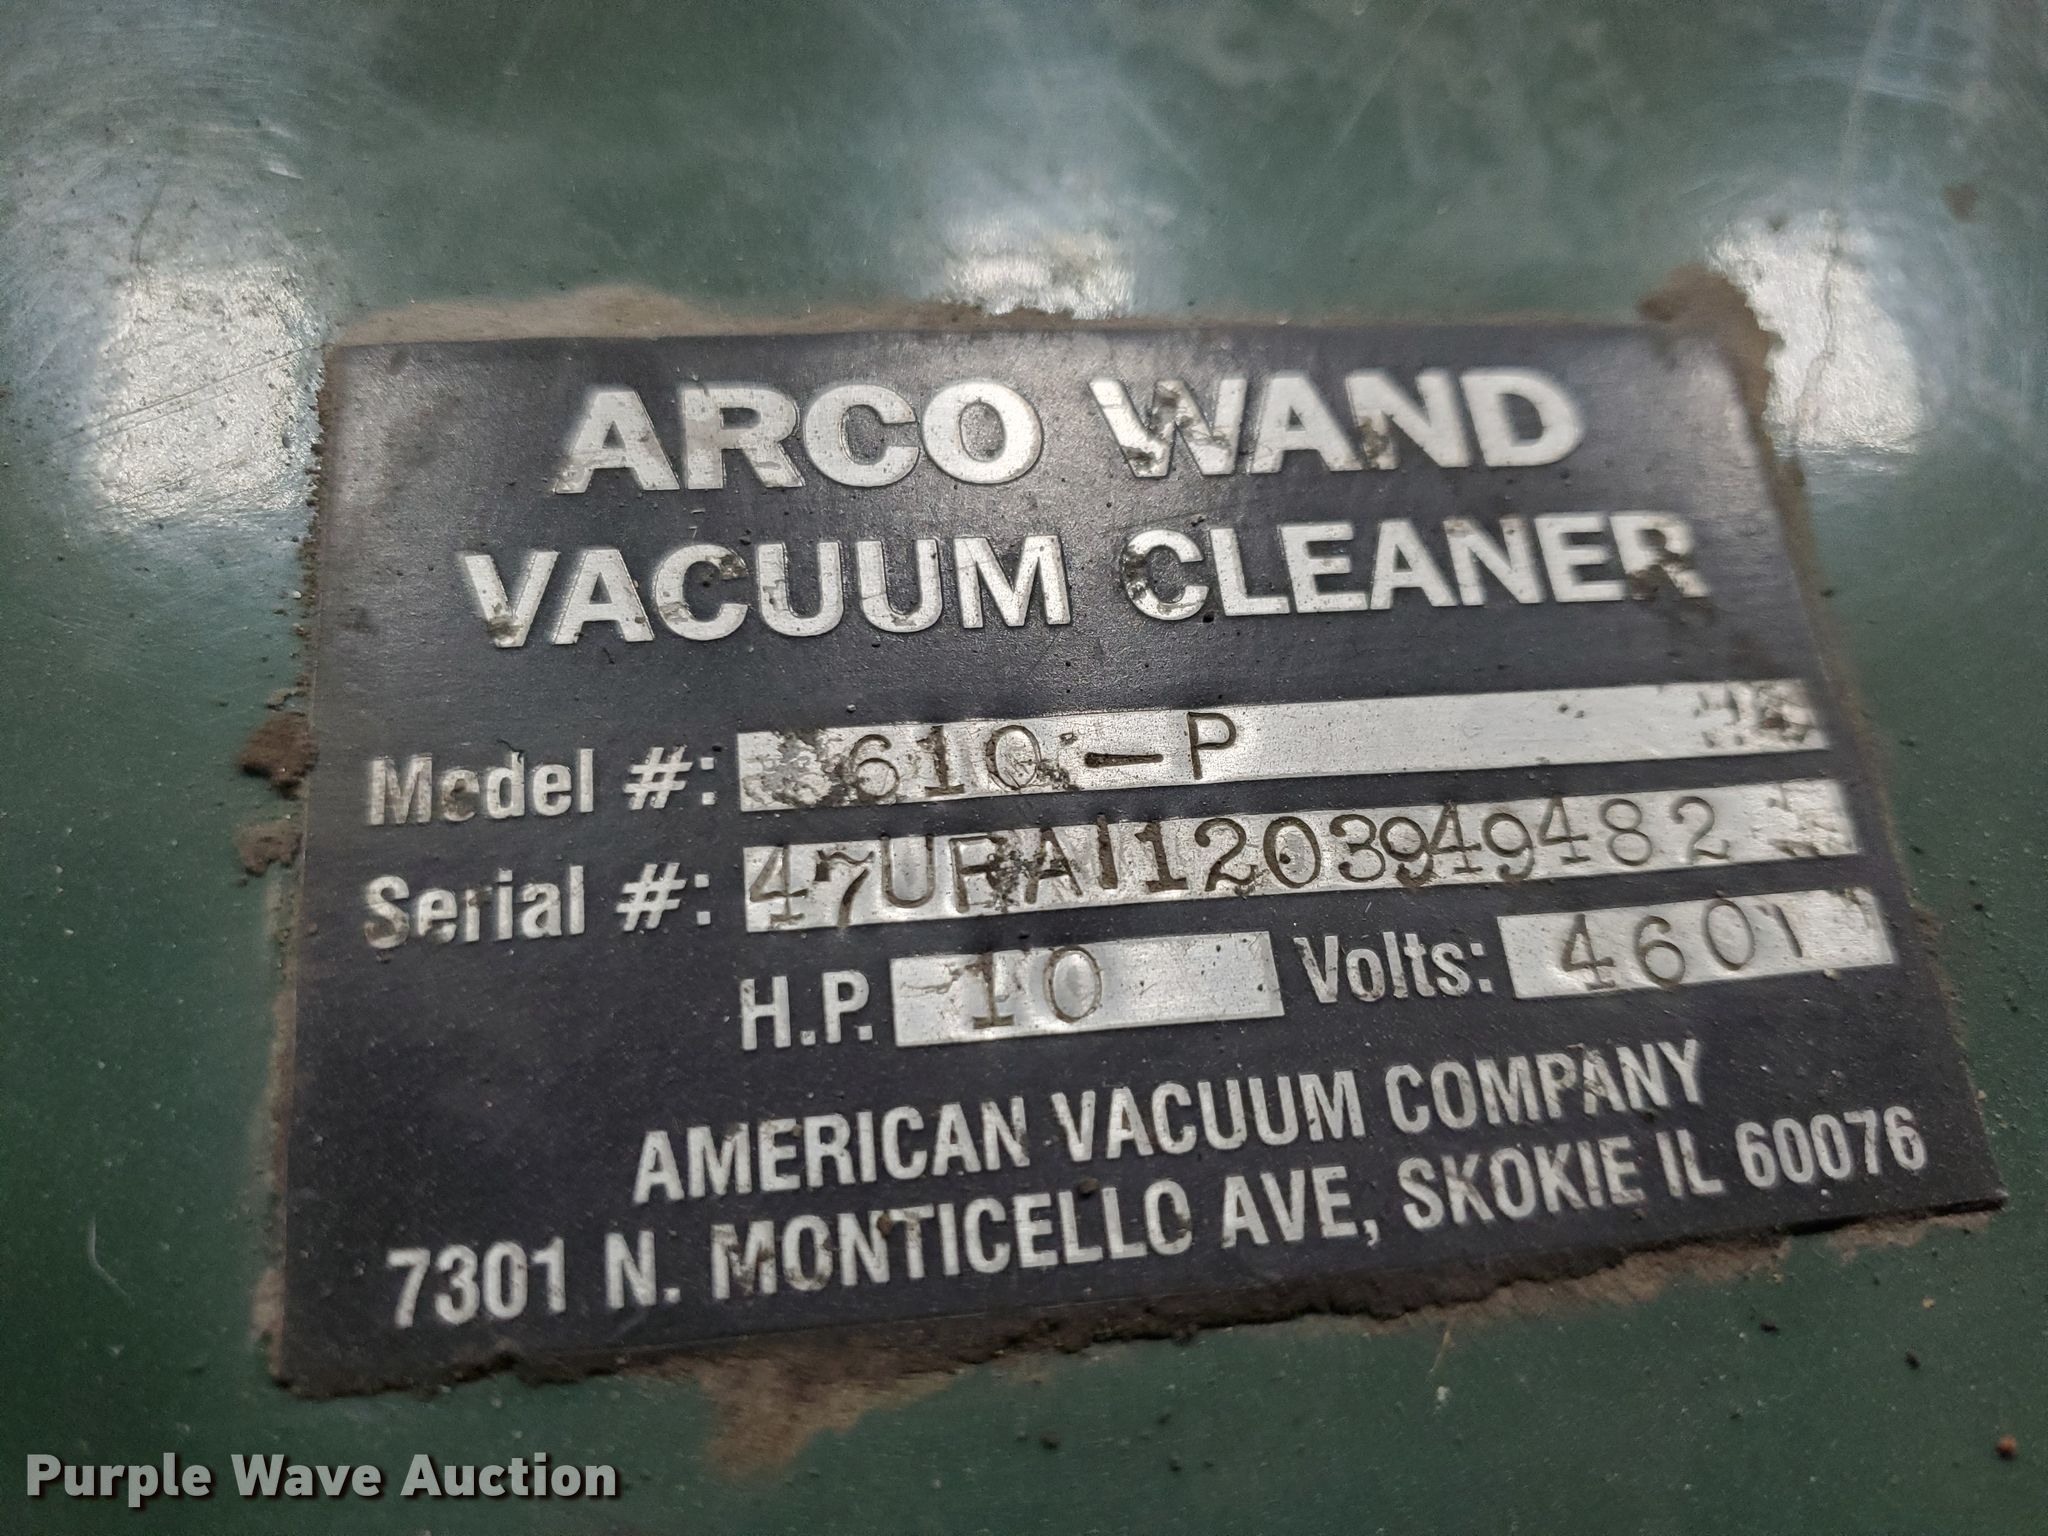 ARCO WAND
VACUUM CLEANER
Model #: 610-P
Serial #:
H.P. 10 Volts: 460
AMERICAN VACUUM COMPANY
7301 N. MONTICELLO AVE, SKOKIE IL 60076
Purple Wave Auction